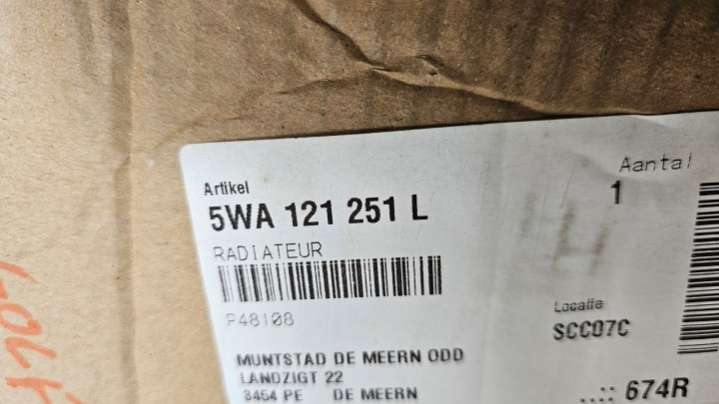 Artikel
5WA 121 251 L
RADIATEUR
P48108
Aantal
1
Locatie
SCC07C
MUNTSTAD DE MEERN ODD
LANDZIGT 22
3454 PE DE MEERN
..:: 674R